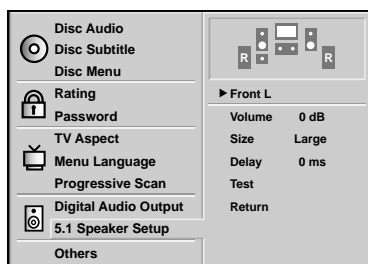 Disc Audio
Disc Subtitle
Disc Menu
Rating
Password
TV Aspect
Menu Language
Progressive Scan
Digital Audio Output
5.1 Speaker Setup
Others
R R
Front L
Volume 0 dB
Size Large
Delay 0 ms
Test
Return